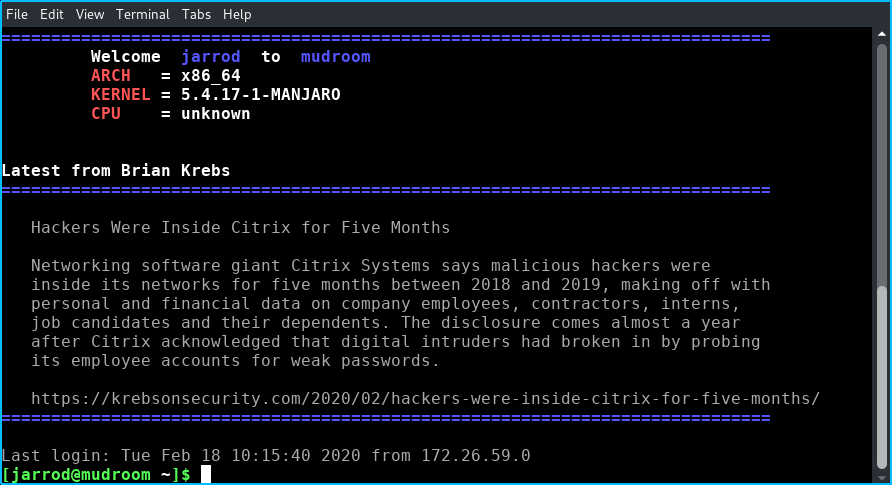 File Edit View Terminal Tabs Help
=============================================================================
Welcome jarrod to mudroom
ARCH = x86_64
KERNEL = 5.4.17-1-MANJARO
CPU = unknown
Latest from Brian Krebs
=============================================================================
Hackers Were Inside Citrix for Five Months
Networking software giant Citrix Systems says malicious hackers were
inside its networks for five months between 2018 and 2019, making off with
personal and financial data on company employees, contractors, interns,
job candidates and their dependents. The disclosure comes almost a year
after Citrix acknowledged that digital intruders had broken in by probing
its employee accounts for weak passwords.
https://krebsonsecurity.com/2020/02/hackers-were-inside-citrix-for-five-months/
=============================================================================
Last login: Tue Feb 18 10:15:40 2020 from 172.26.59.0
[jarrod@mudroom ~]$